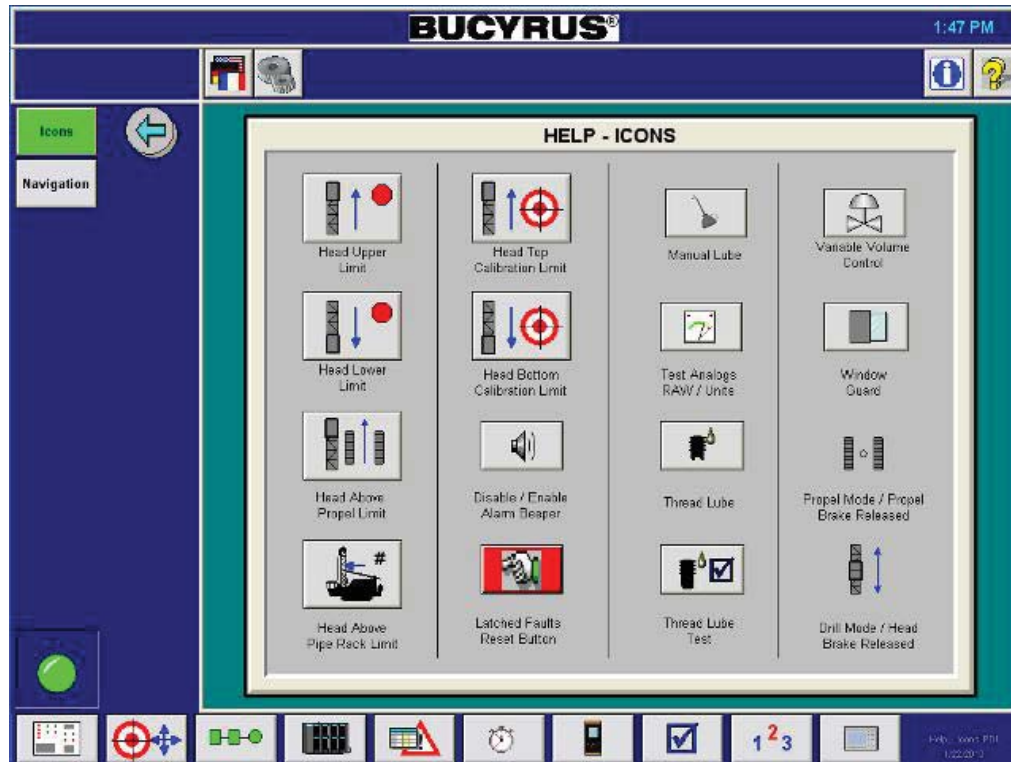 BUCYRUS®
1:47 PM
Icons
Navigation
HELP - ICONS
Head Upper
Limit
Head Top
Calibration Limit
Manual Lube
Variable Volume
Control
Head Lower
Limit
Head Bottom
Calibration Limit
Test Analogs
RAW / Units
Window
Guard
Head Above
Propel Limit
Disable / Enable
Alarm Beeper
Thread Lube
Propel Mode / Propel
Brake Released
#
Head Above
Pipe Rack Limit
Latched Faults
Reset Button
Thread Lube
Test
Drill Mode / Head
Brake Released
1 2 3